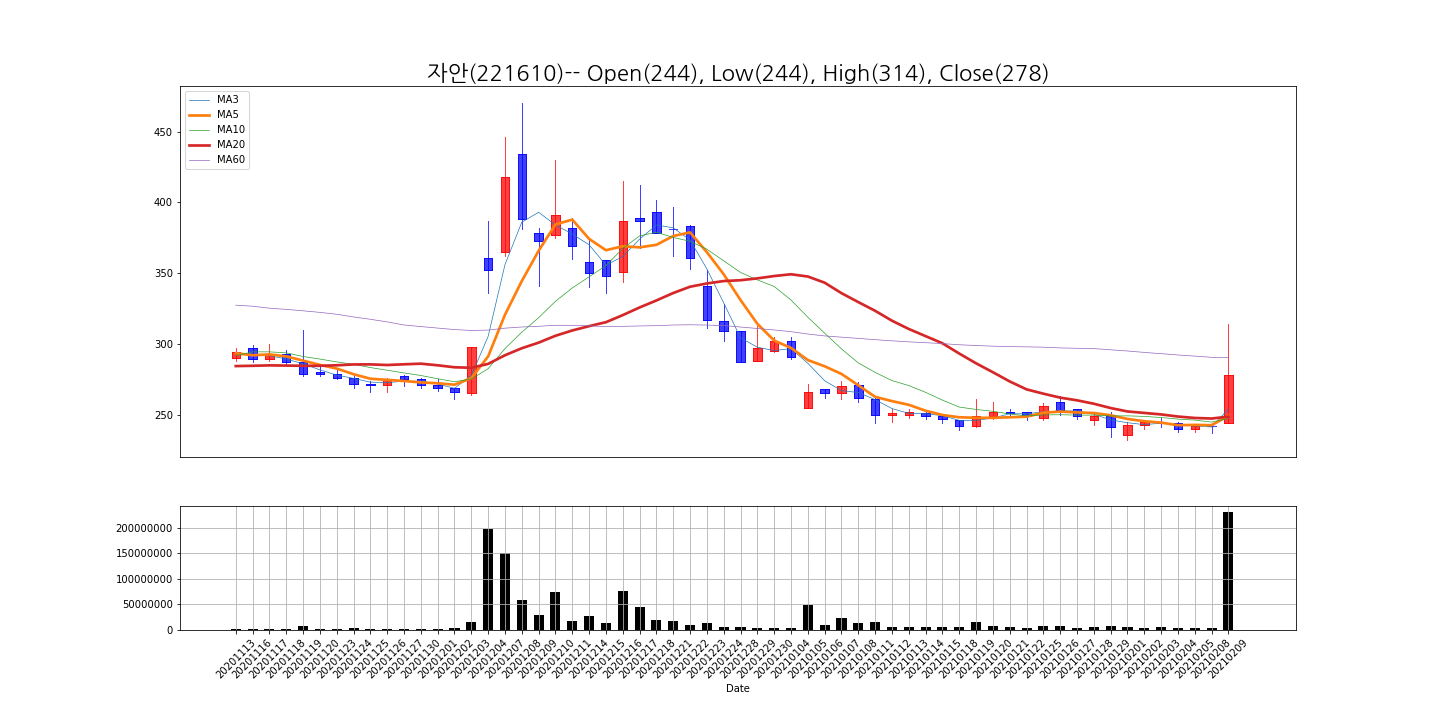 자안(221610)-- Open(244), Low(244), High(314), Close(278)
MA3
MA5
MA10
MA20
MA60
450
400
350
300
250
200000000
150000000
100000000
50000000
0
20201113 20201116 20201117 20201118 20201119 20201120 20201123 20201124 20201125 20201126 20201127 20201130 20201201 20201202 20201203 20201204 20201207 20201208 20201209 20201210 20201211 20201214 20201215 20201216 20201217 20201218 20201221 20201222 20201223 20201224 20201228 20201229 20201230 20210104 20210105 20210106 20210107 20210108 20210111 20210112 20210113 20210114 20210115 20210118 20210119 20210120 20210121 20210122 20210125 20210126 20210127 20210128 20210129 20210201 20210202 20210203 20210204 20210205 20210208 20210209
Date